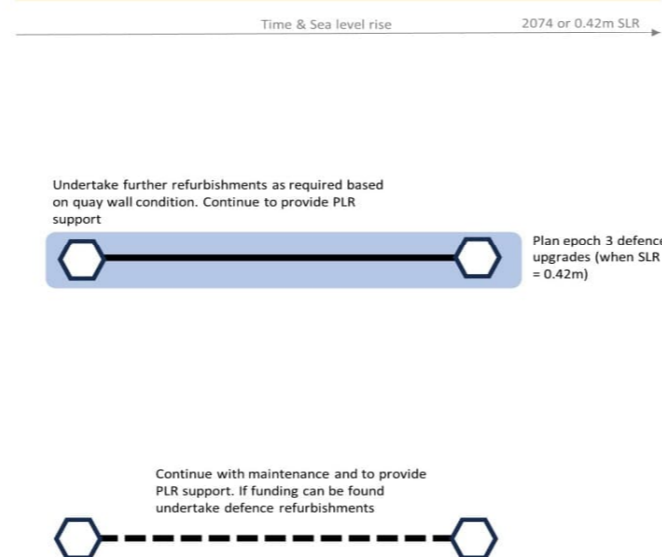 Time & Sea level rise
2074 or 0.42m SLR
Undertake further refurbishments as required based
on quay wall condition. Continue to provide PLR
support
Plan epoch 3 defence
upgrades (when SLR
= 0.42m)
Continue with maintenance and to provide
PLR support. If funding can be found
undertake defence refurbishments